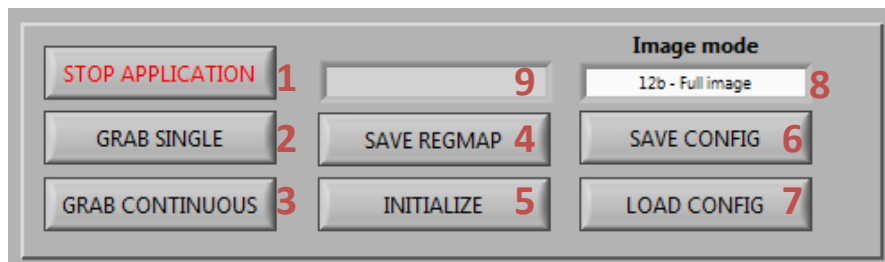 Image mode
STOP APPLICATION 1
9
12b - Full image 8
GRAB SINGLE 2
SAVE REGMAP 4
SAVE CONFIG 6
GRAB CONTINUOUS 3
INITIALIZE 5
LOAD CONFIG 7